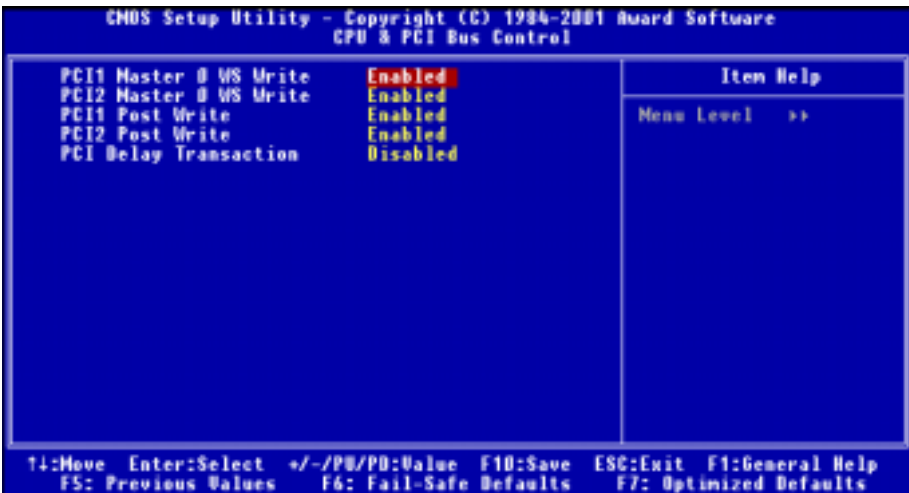 CMOS Setup Utility - Copyright (C) 1984-2001 Award Software
CPU & PCI Bus Control
PCI1 Master 0 WS Write Enabled
PCI2 Master 0 WS Write Enabled
PCI1 Post Write Enabled
PCI2 Post Write Enabled
PCI Delay Transaction Disabled
Item Help
Menu Level ▸▸
↑↓:Move Enter:Select +/-/PU/PD:Value F10:Save ESC:Exit F1:General Help
F5: Previous Values F6: Fail-Safe Defaults F7: Optimized Defaults